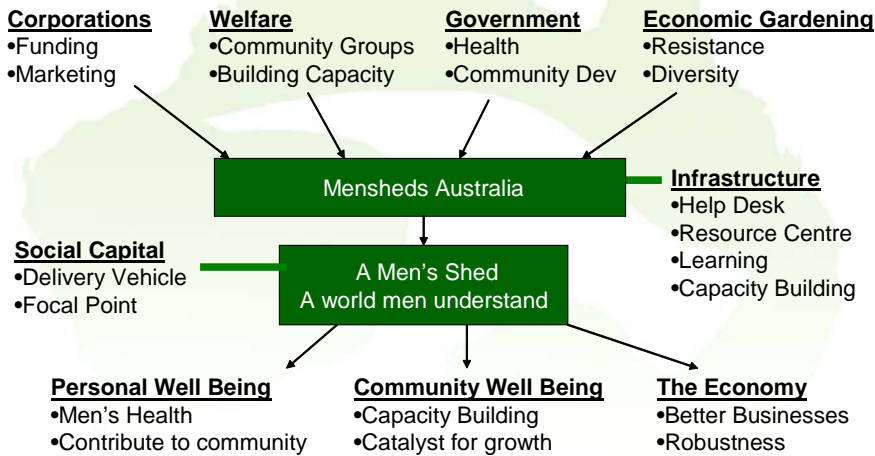 Corporations
•Funding
•Marketing
Welfare
•Community Groups
•Building Capacity
Government
•Health
•Community Dev
Economic Gardening
•Resistance
•Diversity
Mensheds Australia
Infrastructure
•Help Desk
•Resource Centre
•Learning
•Capacity Building
Social Capital
•Delivery Vehicle
•Focal Point
A Men's Shed
A world men understand
Personal Well Being
•Men's Health
•Contribute to community
Community Well Being
•Capacity Building
•Catalyst for growth
The Economy
•Better Businesses
•Robustness